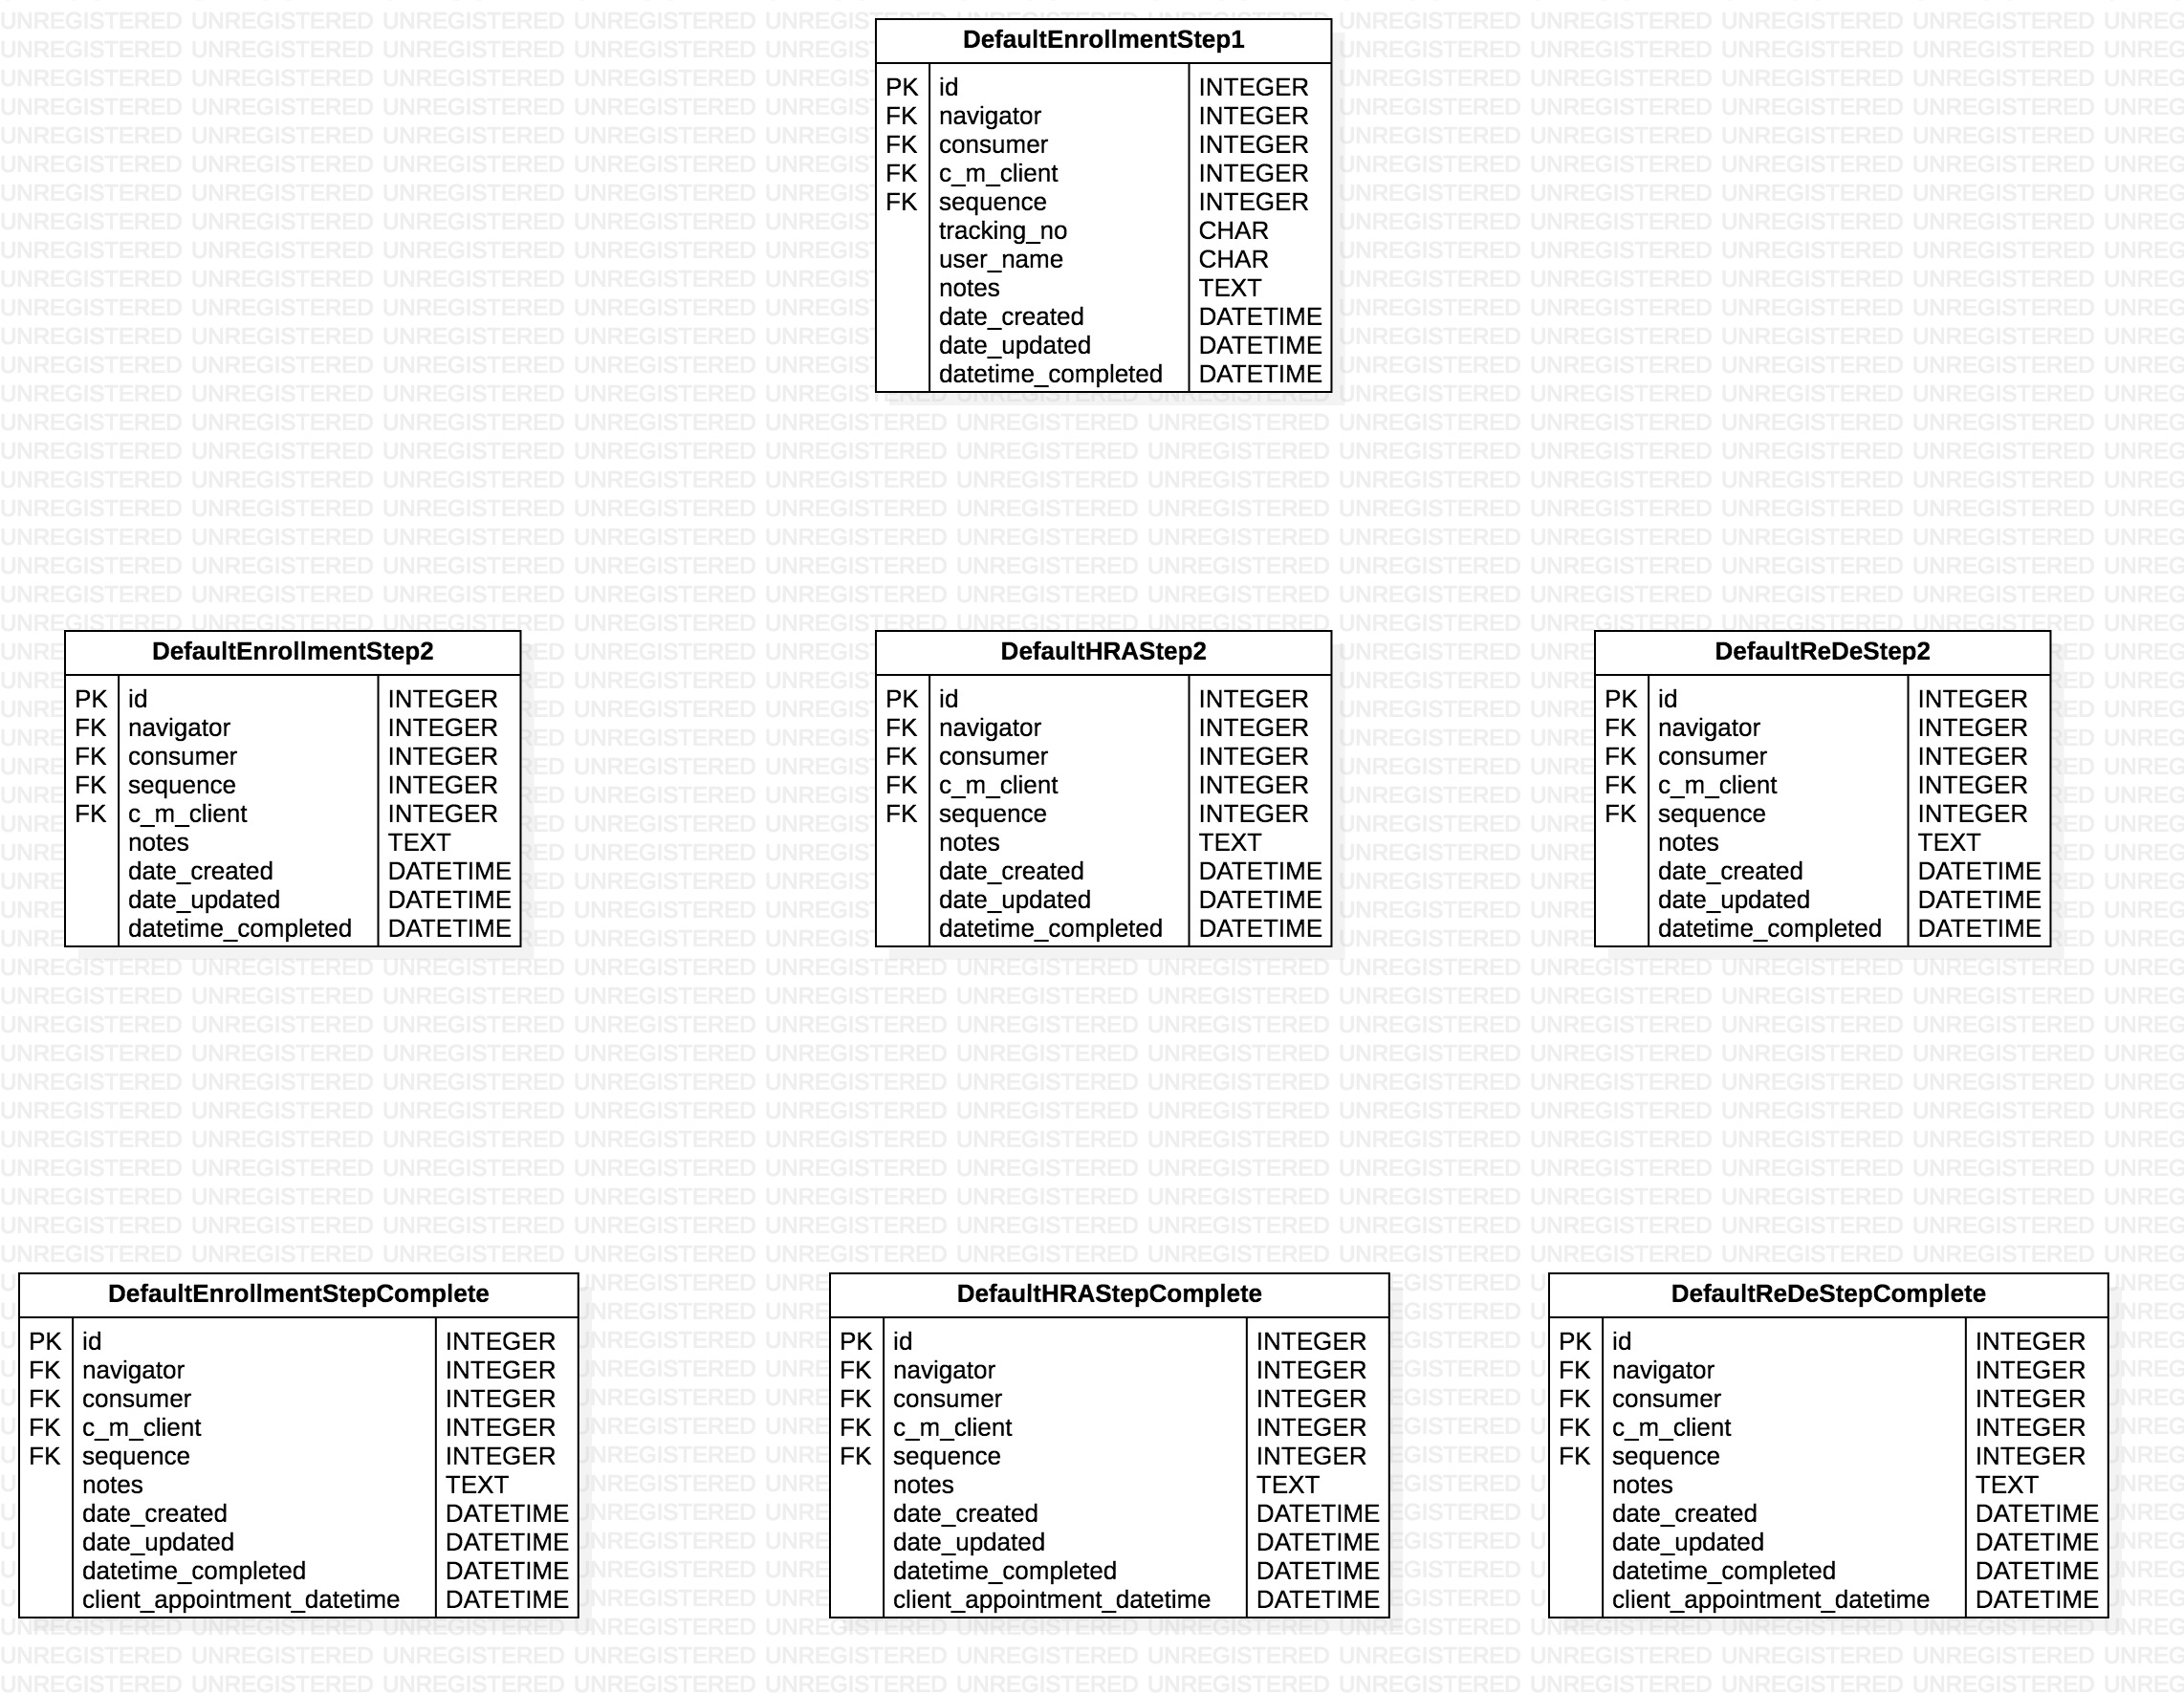 DefaultEnrollmentStep1
PK id INTEGER
FK navigator INTEGER
FK consumer INTEGER
FK c_m_client INTEGER
FK sequence INTEGER
tracking_no CHAR
user_name CHAR
notes TEXT
date_created DATETIME
date_updated DATETIME
datetime_completed DATETIME
DefaultEnrollmentStep2
PK id INTEGER
FK navigator INTEGER
FK consumer INTEGER
FK sequence INTEGER
FK c_m_client INTEGER
notes TEXT
date_created DATETIME
date_updated DATETIME
datetime_completed DATETIME
DefaultHRAStep2
PK id INTEGER
FK navigator INTEGER
FK consumer INTEGER
FK c_m_client INTEGER
FK sequence INTEGER
notes TEXT
date_created DATETIME
date_updated DATETIME
datetime_completed DATETIME
DefaultReDeStep2
PK id INTEGER
FK navigator INTEGER
FK consumer INTEGER
FK c_m_client INTEGER
FK sequence INTEGER
notes TEXT
date_created DATETIME
date_updated DATETIME
datetime_completed DATETIME
DefaultEnrollmentStepComplete
PK id INTEGER
FK navigator INTEGER
FK consumer INTEGER
FK c_m_client INTEGER
FK sequence INTEGER
notes TEXT
date_created DATETIME
date_updated DATETIME
datetime_completed DATETIME
client_appointment_datetime DATETIME
DefaultHRAStepComplete
PK id INTEGER
FK navigator INTEGER
FK consumer INTEGER
FK c_m_client INTEGER
FK sequence INTEGER
notes TEXT
date_created DATETIME
date_updated DATETIME
datetime_completed DATETIME
client_appointment_datetime DATETIME
DefaultReDeStepComplete
PK id INTEGER
FK navigator INTEGER
FK consumer INTEGER
FK c_m_client INTEGER
FK sequence INTEGER
notes TEXT
date_created DATETIME
date_updated DATETIME
datetime_completed DATETIME
client_appointment_datetime DATETIME